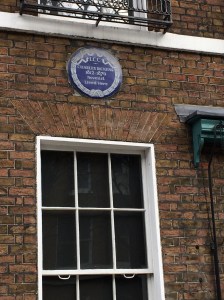 L.C.C.
CHARLES DICKENS
1812-1870
Novelist
Lived here.